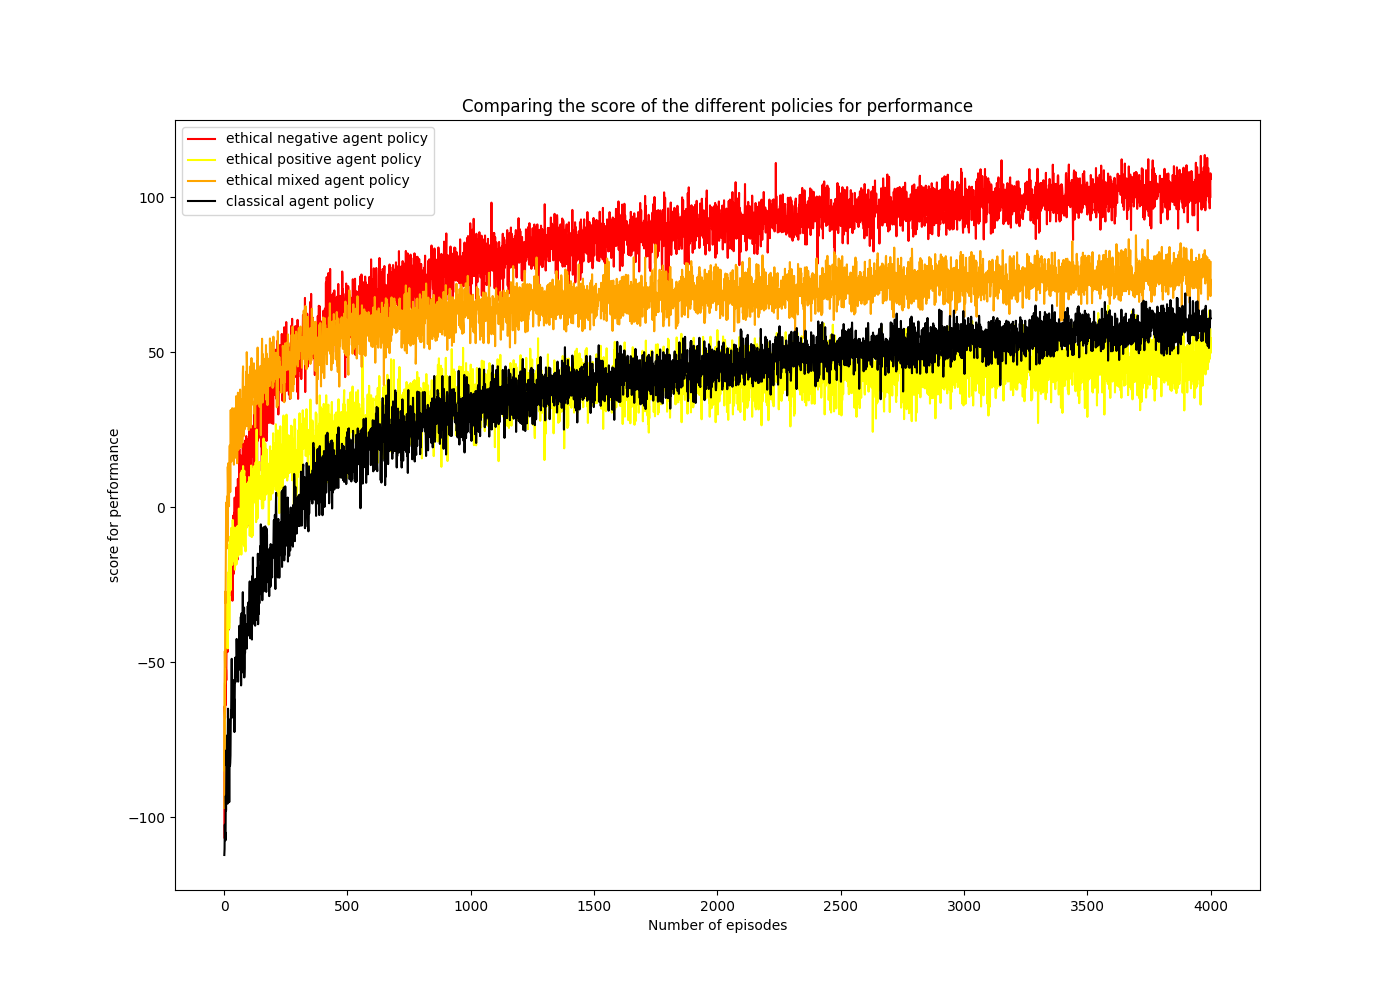 Comparing the score of the different policies for performance
ethical negative agent policy
ethical positive agent policy
ethical mixed agent policy
classical agent policy
100
50
0
−50
−100
score for performance
0
500
1000
1500
2000
2500
3000
3500
4000
Number of episodes